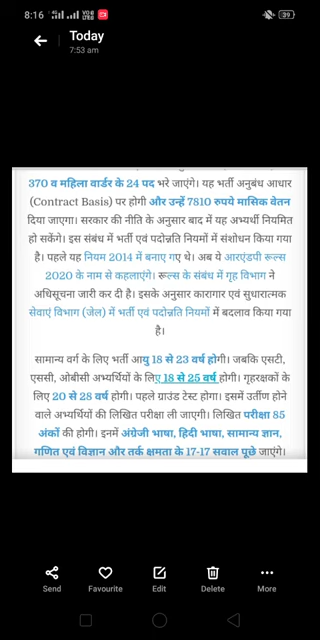 8:16
39
Today
7:53 am
370 व महिला वार्डर के 24 पद भरे जाएंगे। यह भर्ती अनुबंध आधार
(Contract Basis) पर होगी और उन्हें 7810 रुपये मासिक वेतन
दिया जाएगा। सरकार की नीति के अनुसार बाद में यह अभ्यर्थी नियमित
हो सकेंगे। इस संबंध में भर्ती एवं पदोन्नति नियमों में संशोधन किया गया
है। पहले यह नियम 2014 में बनाए गए थे। अब ये आरएंडपी रूल्स
2020 के नाम से कहलाएंगे। रूल्स के संबंध में गृह विभाग ने
अधिसूचना जारी कर दी है। इसके अनुसार कारागार एवं सुधारात्मक
सेवाएं विभाग (जेल) में भर्ती एवं पदोन्नति नियमों में बदलाव किया गया
है।
सामान्य वर्ग के लिए भर्ती आयु 18 से 23 वर्ष होगी। जबकि एसटी,
एससी, ओबीसी अभ्यर्थियों के लिए 18 से 25 वर्ष होगी। गृहरक्षकों के
लिए 20 से 28 वर्ष होगी। पहले ग्राउंड टेस्ट होगा। इसमें उर्तीण होने
वाले अभ्यर्थियों की लिखित परीक्षा ली जाएगी। लिखित परीक्षा 85
अंकों की होगी। इनमें अंग्रेजी भाषा, हिंदी भाषा, सामान्य ज्ञान,
गणित एवं विज्ञान और तर्क क्षमता के 17-17 सवाल पूछे जाएंगे।
Send Favourite Edit Delete More